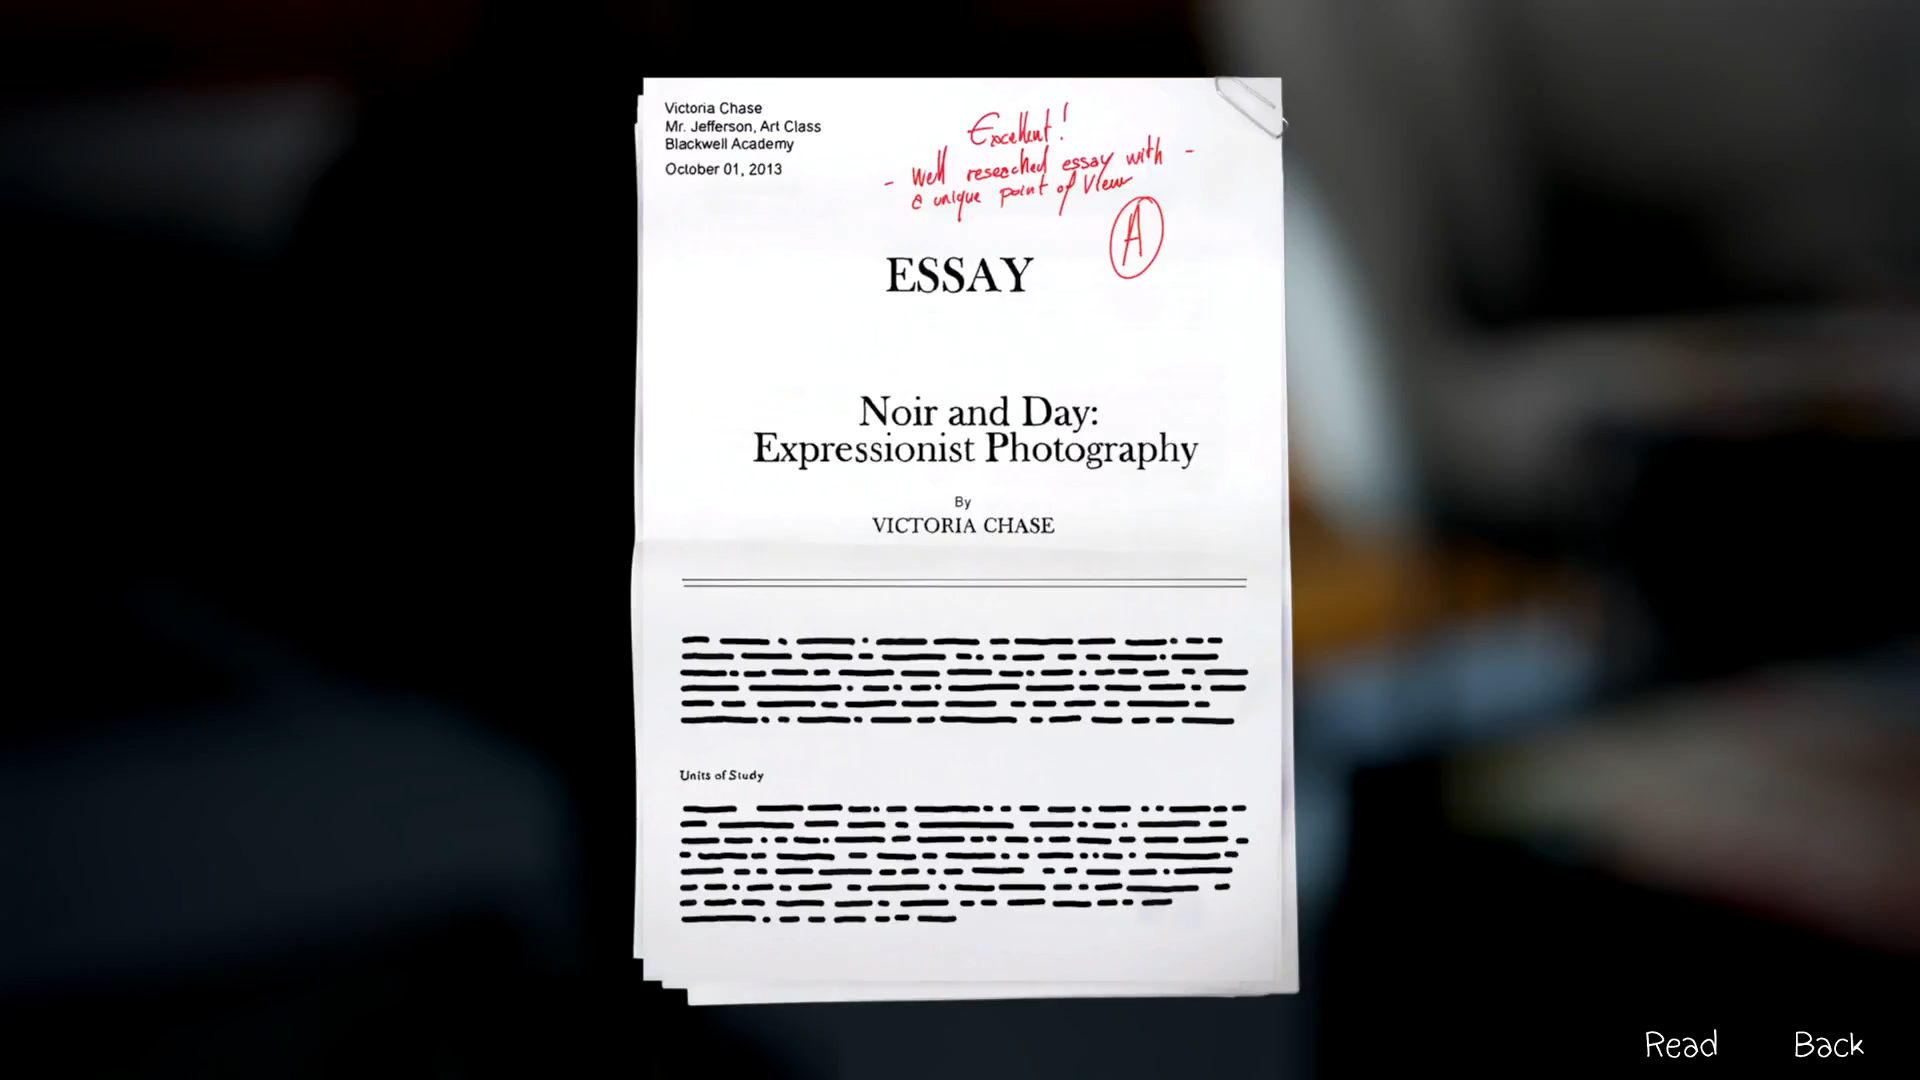 Victoria Chase
Mr. Jefferson, Art Class
Blackwell Academy
October 01, 2013
Excellent!
- Well reseached essay with -
a unique point of View
A
ESSAY
Noir and Day:
Expressionist Photography
By
VICTORIA CHASE
Units of Study
Read
Back